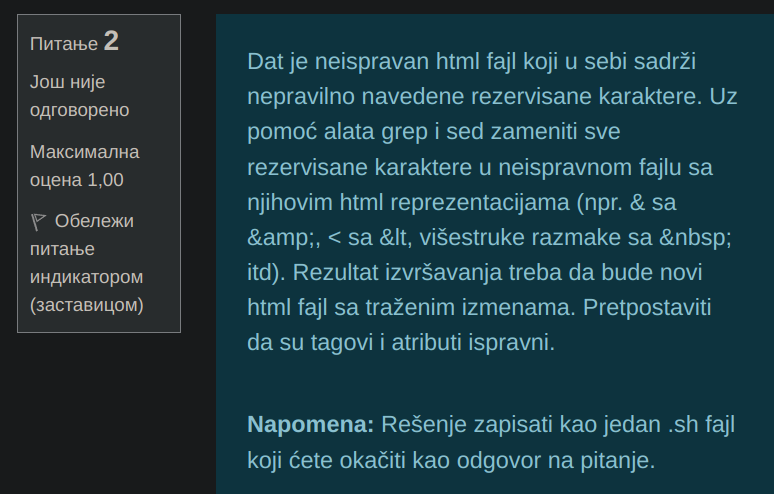 Питање 2
Још није
одговорено
Максимална
оцена 1,00
Обележи
питање
индикатором
(заставицом)
Dat je neispravan html fajl koji u sebi sadrži
nepravilno navedene rezervisane karaktere. Uz
pomoć alata grep i sed zameniti sve
rezervisane karaktere u neispravnom fajlu sa
njihovim html reprezentacijama (npr. & sa
&amp;, < sa &lt, višestruke razmake sa &nbsp;
itd). Rezultat izvršavanja treba da bude novi
html fajl sa traženim izmenama. Pretpostaviti
da su tagovi i atributi ispravni.
Napomena: Rešenje zapisati kao jedan .sh fajl
koji ćete okačiti kao odgovor na pitanje.